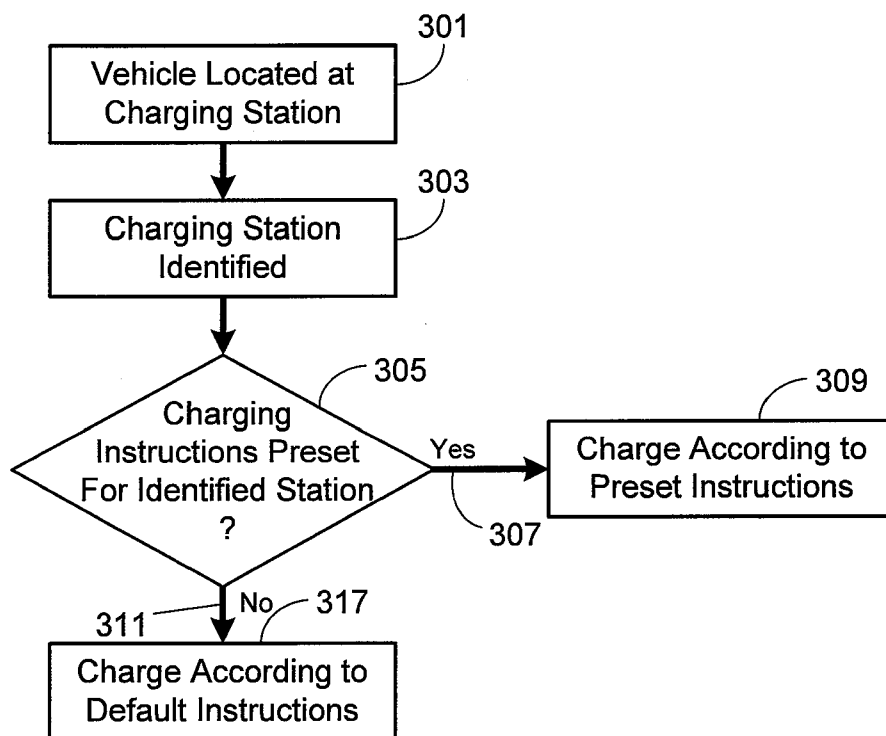 301
Vehicle Located at
Charging Station
303
Charging Station
Identified
305
Charging
Instructions Preset
For Identified Station
?
Yes
307
309
Charge According to
Preset Instructions
311
No
317
Charge According to
Default Instructions